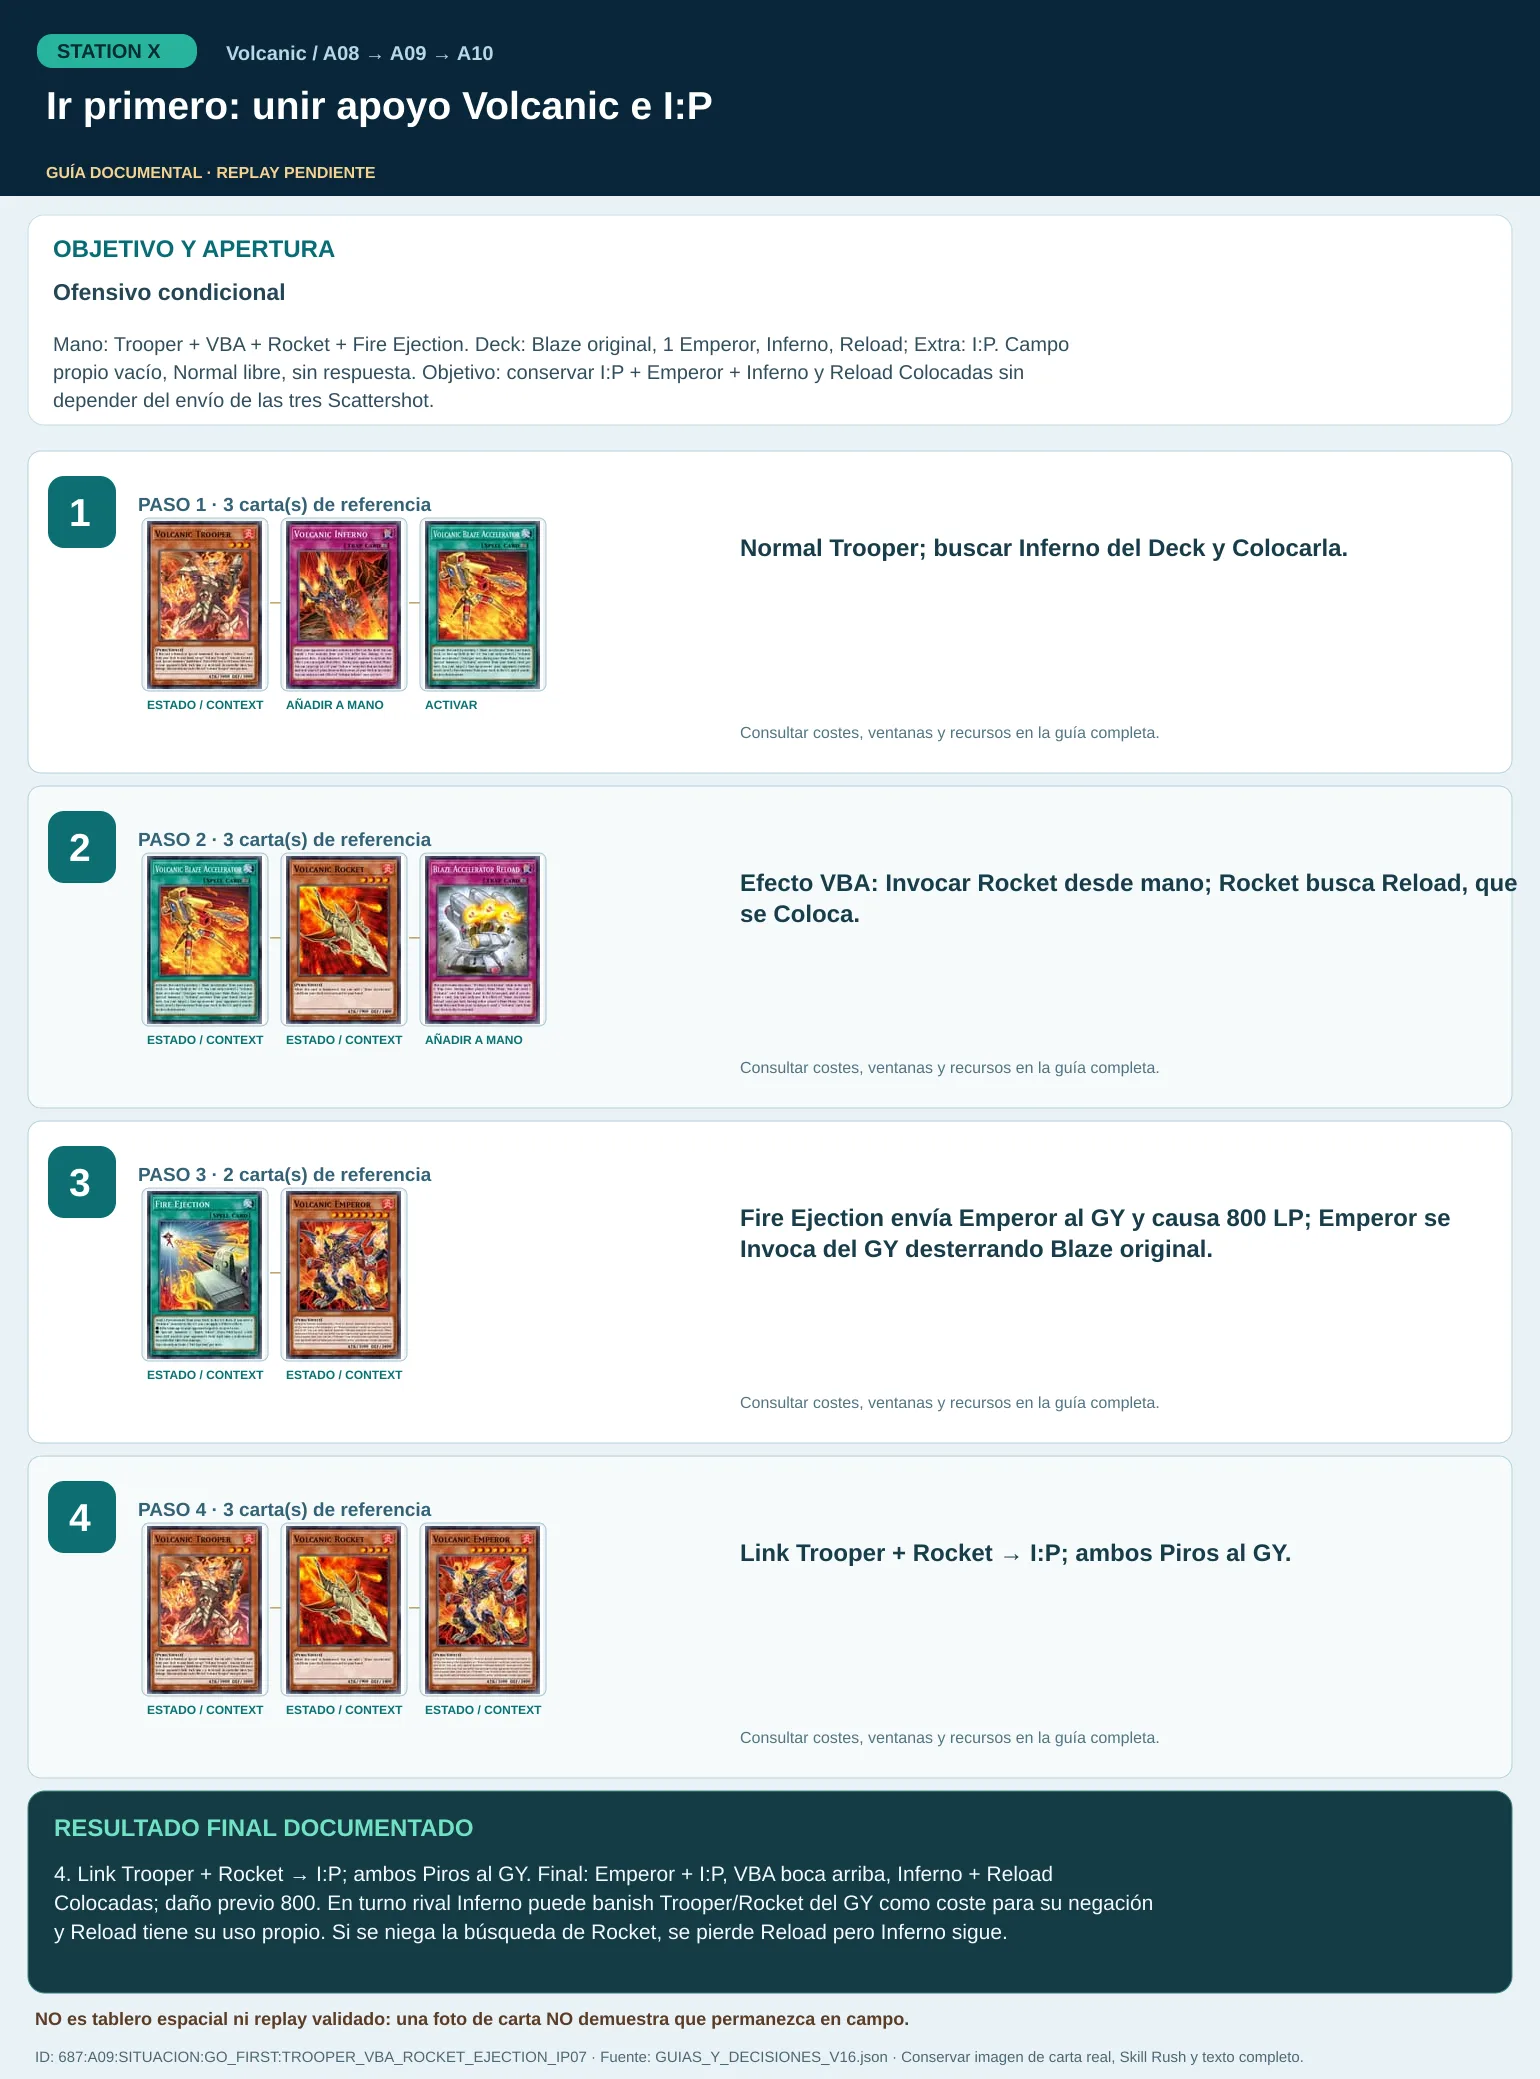 STATION X
Volcanic / A08 → A09 → A10
Ir primero: unir apoyo Volcanic e I:P
GUÍA DOCUMENTAL · REPLAY PENDIENTE
OBJETIVO Y APERTURA
Ofensivo condicional
Mano: Trooper + VBA + Rocket + Fire Ejection. Deck: Blaze original, 1 Emperor, Inferno, Reload; Extra: I:P. Campo
propio vacío, Normal libre, sin respuesta. Objetivo: conservar I:P + Emperor + Inferno y Reload Colocadas sin
depender del envío de las tres Scattershot.
1
PASO 1 · 3 carta(s) de referencia
VOLCANIC TROOPER
VOLCANIC INFERNO
VOLCANIC BLAZE ACCELERATOR
ESTADO / CONTEXT
AÑADIR A MANO
ACTIVAR
Normal Trooper; buscar Inferno del Deck y Colocarla.
Consultar costes, ventanas y recursos en la guía completa.
2
PASO 2 · 3 carta(s) de referencia
VOLCANIC BLAZE ACCELERATOR
VOLCANIC ROCKET
BLAZE ACCELERATOR RELOAD
ESTADO / CONTEXT
ESTADO / CONTEXT
AÑADIR A MANO
Efecto VBA: Invocar Rocket desde mano; Rocket busca Reload, que
se Coloca.
Consultar costes, ventanas y recursos en la guía completa.
3
PASO 3 · 2 carta(s) de referencia
FIRE EJECTION
VOLCANIC EMPEROR
ESTADO / CONTEXT
ESTADO / CONTEXT
Fire Ejection envía Emperor al GY y causa 800 LP; Emperor se
Invoca del GY desterrando Blaze original.
Consultar costes, ventanas y recursos en la guía completa.
4
PASO 4 · 3 carta(s) de referencia
VOLCANIC TROOPER
VOLCANIC ROCKET
VOLCANIC EMPEROR
ESTADO / CONTEXT
ESTADO / CONTEXT
ESTADO / CONTEXT
Link Trooper + Rocket → I:P; ambos Piros al GY.
Consultar costes, ventanas y recursos en la guía completa.
RESULTADO FINAL DOCUMENTADO
4. Link Trooper + Rocket → I:P; ambos Piros al GY. Final: Emperor + I:P, VBA boca arriba, Inferno + Reload
Colocadas; daño previo 800. En turno rival Inferno puede banish Trooper/Rocket del GY como coste para su negación
y Reload tiene su uso propio. Si se niega la búsqueda de Rocket, se pierde Reload pero Inferno sigue.
NO es tablero espacial ni replay validado: una foto de carta NO demuestra que permanezca en campo.
ID: 687:A09:SITUACION:GO_FIRST:TROOPER_VBA_ROCKET_EJECTION_IP07 · Fuente: GUIAS_Y_DECISIONES_V16.json · Conservar imagen de carta real, Skill Rush y texto completo.